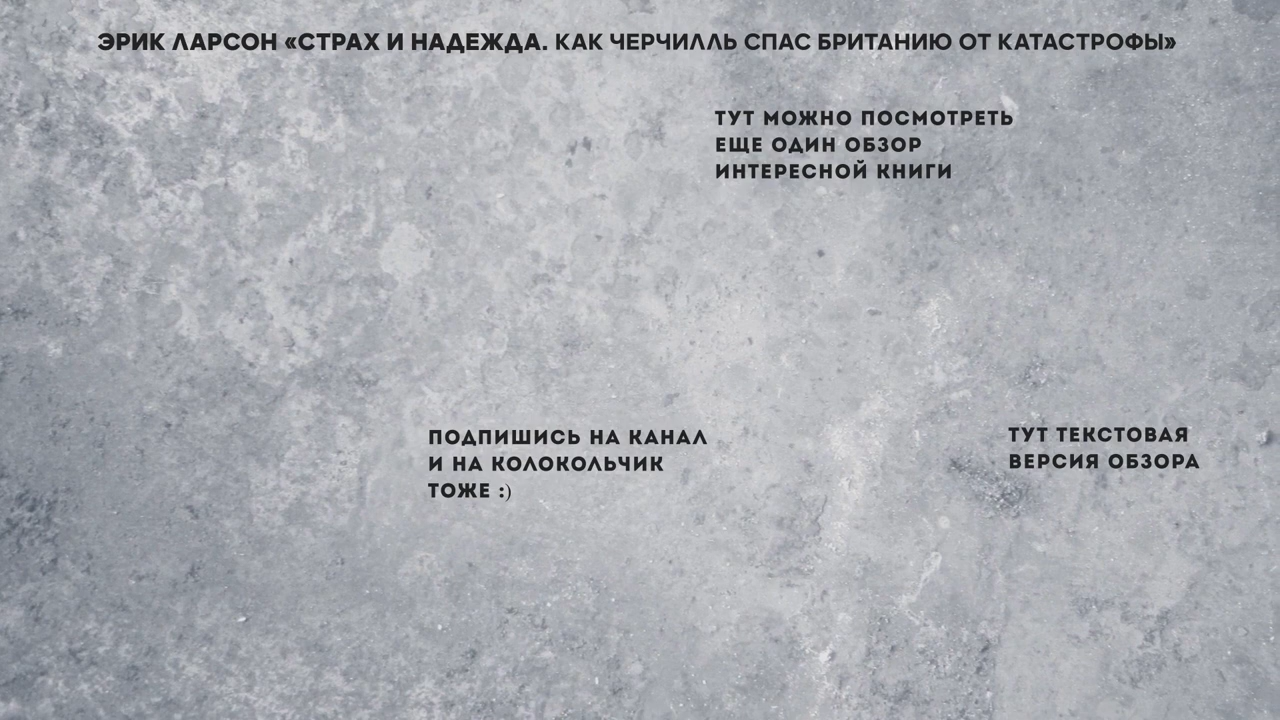 ЭРИК ЛАРСОН «СТРАХ И НАДЕЖДА. КАК ЧЕРЧИЛЛЬ СПАС БРИТАНИЮ ОТ КАТАСТРОФЫ»
ТУТ МОЖНО ПОСМОТРЕТЬ
ЕЩЕ ОДИН ОБЗОР
ИНТЕРЕСНОЙ КНИГИ
ПОДПИШИСЬ НА КАНАЛ
И НА КОЛОКОЛЬЧИК
ТОЖЕ :)
ТУТ ТЕКСТОВАЯ
ВЕРСИЯ ОБЗОРА